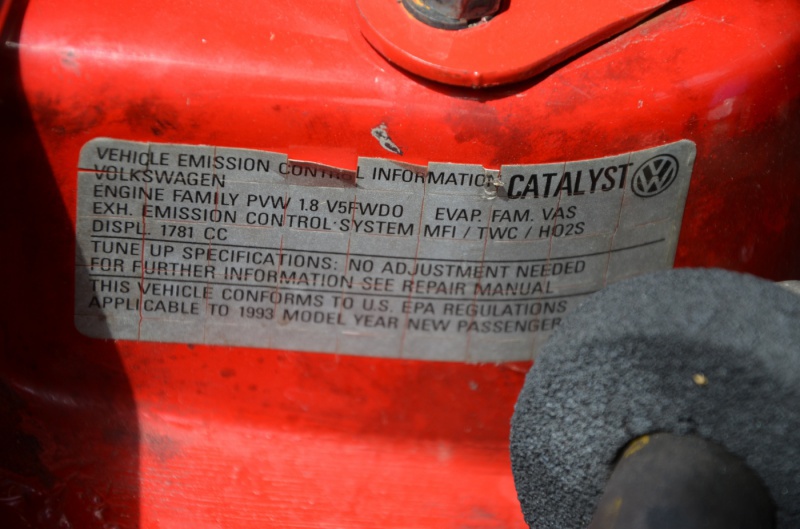 VEHICLE EMISSION CONTROL INFORMATION CATALYST
VOLKSWAGEN
ENGINE FAMILY PVW 1.8 V5FWDO EVAP. FAM. VAS
EXH. EMISSION CONTROL-SYSTEM MFI / TWC / HO2S
DISPL. 1781 CC
TUNE UP SPECIFICATIONS: NO ADJUSTMENT NEEDED
FOR FURTHER INFORMATION SEE REPAIR MANUAL
THIS VEHICLE CONFORMS TO U.S. EPA REGULATIONS
APPLICABLE TO 1993 MODEL YEAR NEW PASSENGER